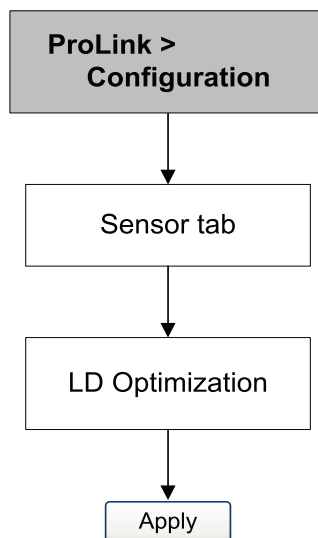 ProLink >
Configuration
Sensor tab
LD Optimization
Apply